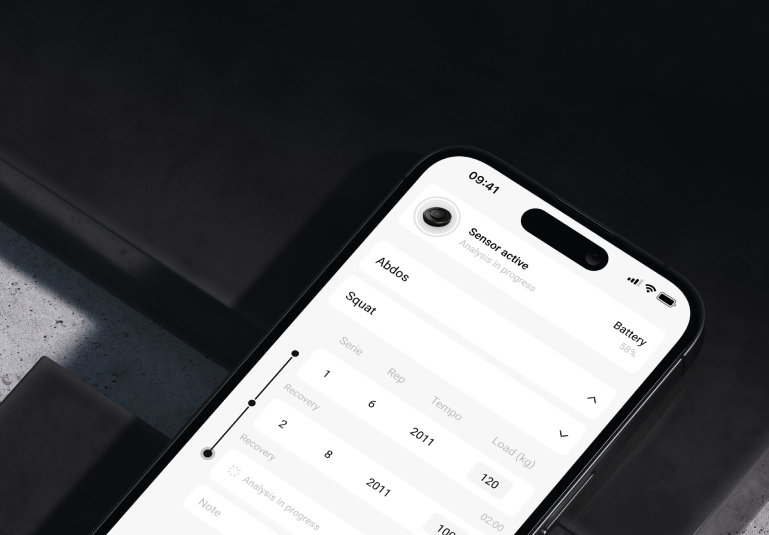 09:41
Sensor active
Analysis in progress
Battery
58%
Abdos
Squat
Serie Rep Tempo Load (kg)
1 6 2011 120
Recovery 02:00
2 8 2011 100
Recovery
Analysis in progress
Note